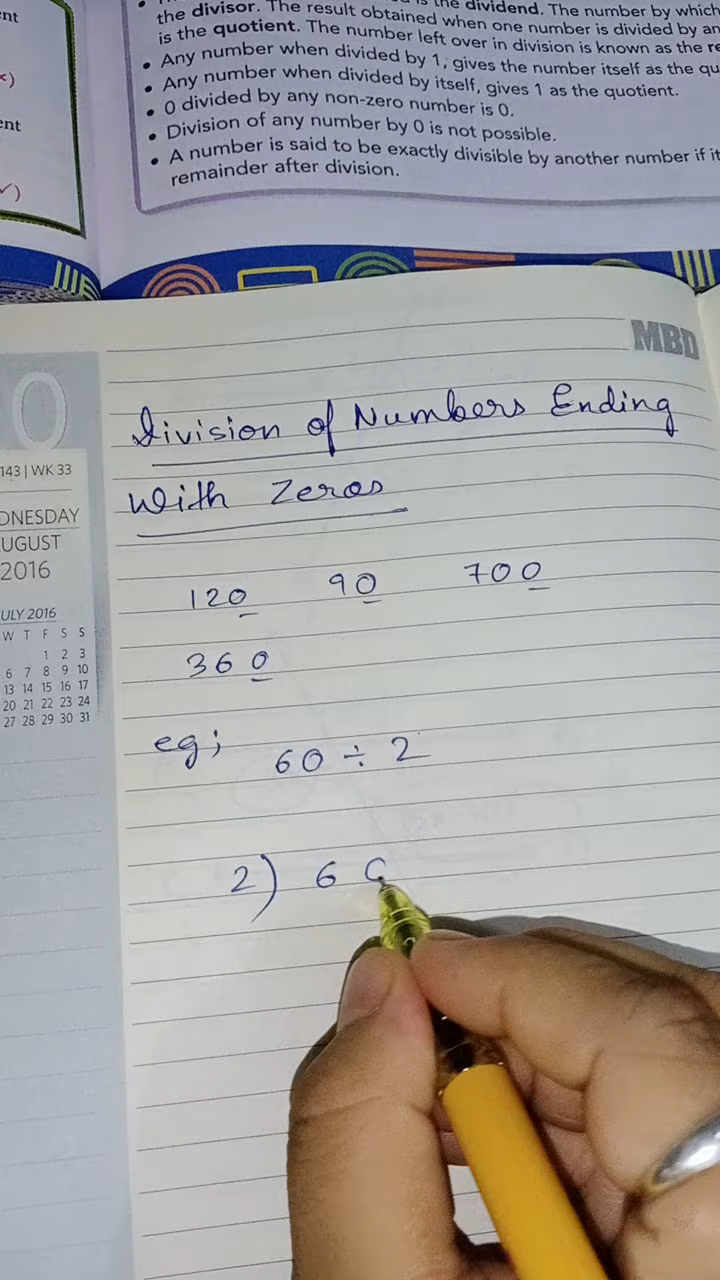 ent
the divisor. The result obtained when one number is divided by an
is the quotient. The number left over in division is known as the re
• Any number when divided by 1, gives the number itself as the qu
• Any number when divided by itself, gives 1 as the quotient.
• 0 divided by any non-zero number is 0.
• Division of any number by 0 is not possible.
• A number is said to be exactly divisible by another number if it
remainder after division.
ent
MBD
Division of Numbers Ending
With Zeros
143 | WK 33
DNESDAY
UGUST
2016
120 90 700
360
eg; 60 ÷ 2
2) 6
ULY 2016
W T F S S
1 2 3
6 7 8 9 10
13 14 15 16 17
20 21 22 23 24
27 28 29 30 31